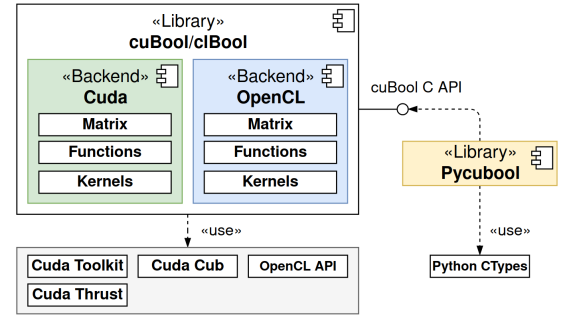 «Library»
cuBool/clBool
«Backend»
Cuda
Matrix
Functions
Kernels
«Backend»
OpenCL
Matrix
Functions
Kernels
cuBool C API
«Library»
Pycubool
«use»
«use»
Cuda Toolkit
Cuda Cub
OpenCL API
Cuda Thrust
Python CTypes